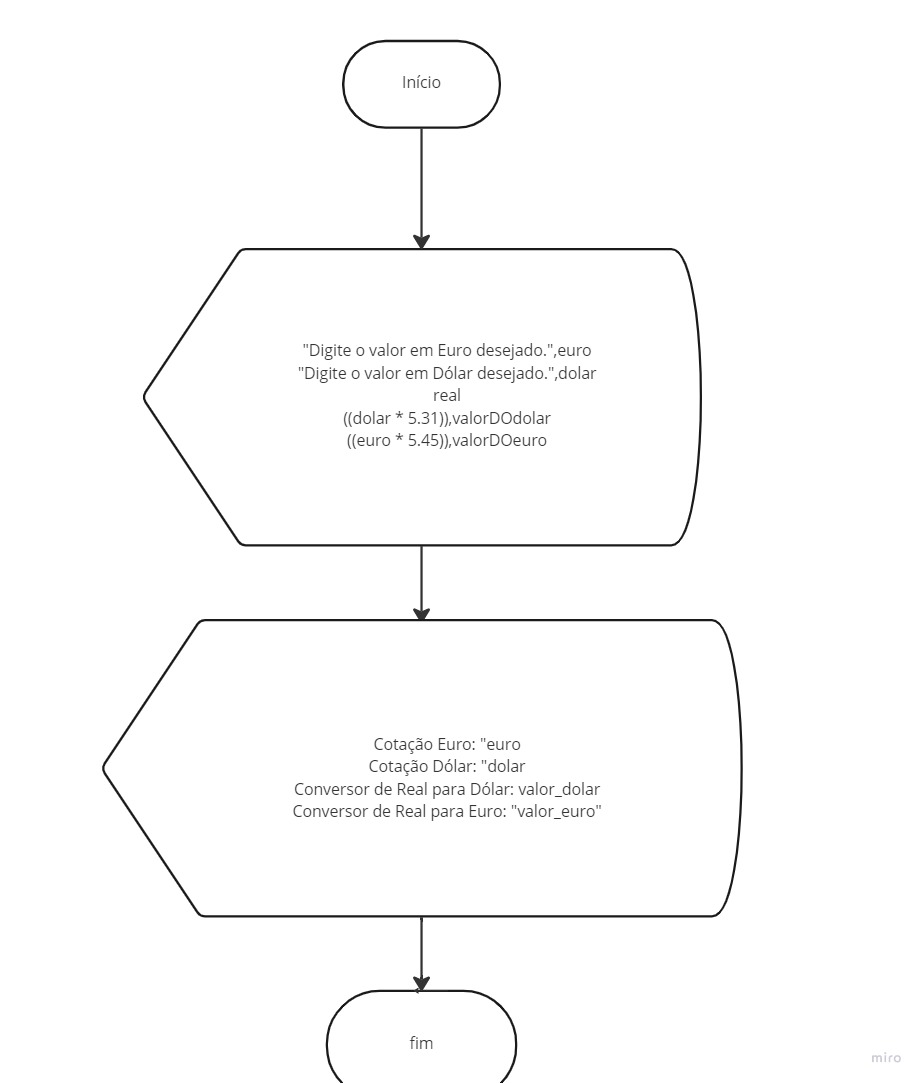 Início
"Digite o valor em Euro desejado.",euro
"Digite o valor em Dólar desejado.",dolar
real
((dolar * 5.31)),valorDOdolar
((euro * 5.45)),valorDOeuro
Cotação Euro: "euro
Cotação Dólar: "dolar
Conversor de Real para Dólar: valor_dolar
Conversor de Real para Euro: "valor_euro"
fim
miro